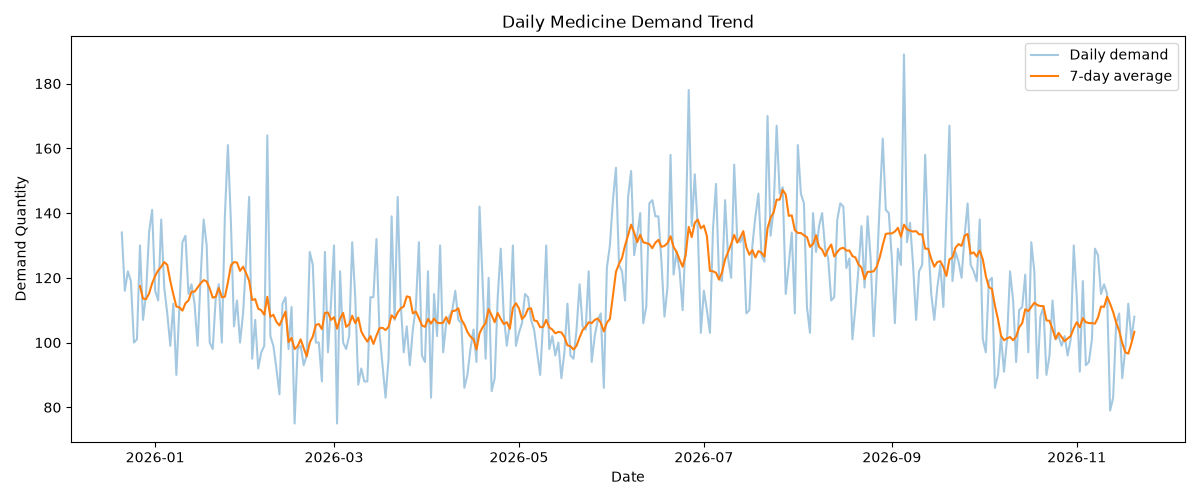 Daily Medicine Demand Trend
Daily demand
7-day average
Demand Quantity
180
160
140
120
100
80
2026-01 2026-03 2026-05 2026-07 2026-09 2026-11
Date